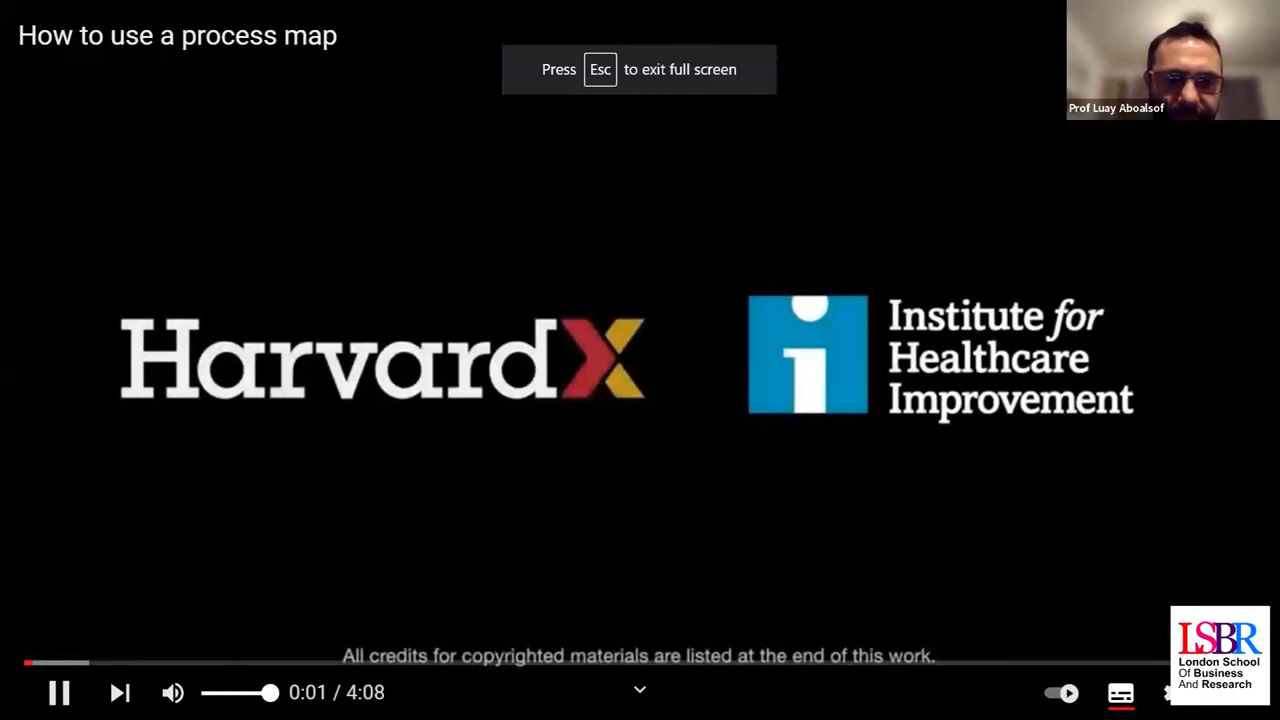 How to use a process map
Press Esc to exit full screen
Prof Luay Aboalsof
HarvardX
Institute for
Healthcare
Improvement
All credits for copyrighted materials are listed at the end of this work.
0:01 / 4:08
LSBR
London School
Of Business
And Research